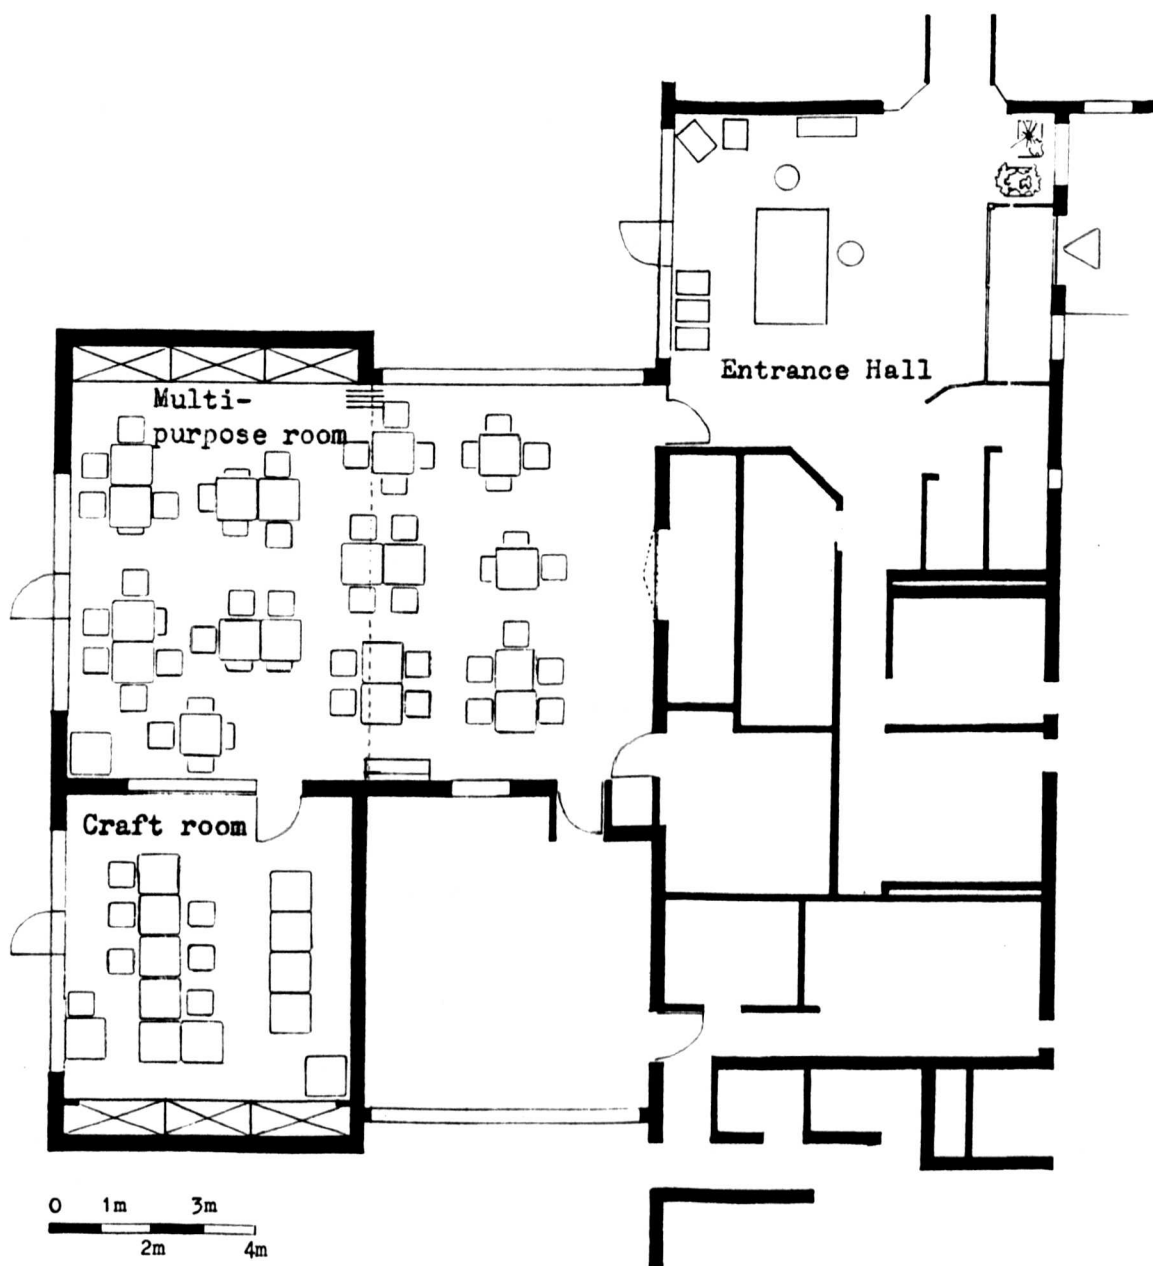 Entrance Hall
Multi-
purpose room
Craft room
0 1m 3m
2m 4m